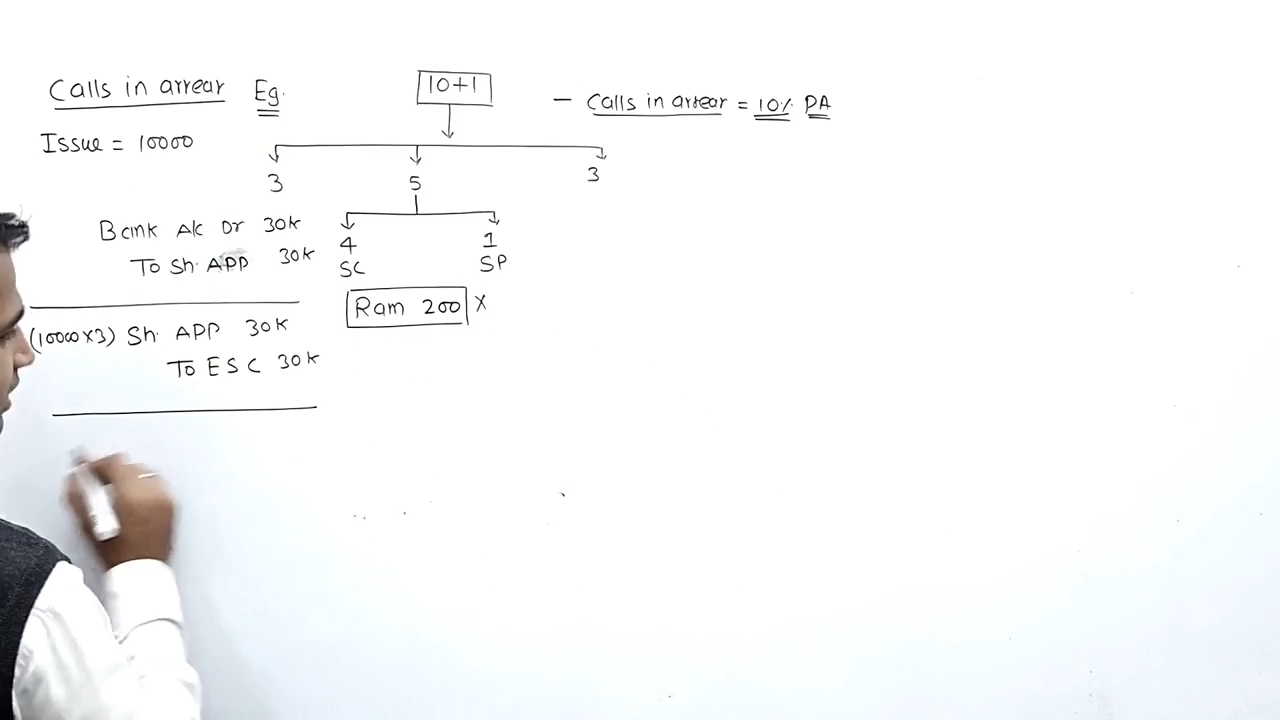 Calls in arrear Eg.
10+1
- Calls in arrear = 10% PA
Issue = 10000
3 5 3
Bank A/c Dr 30k
To Sh. APP 30k
4 1
SC SP
Ram 200 x
(10000x3) Sh. APP 30k
To ESC 30k